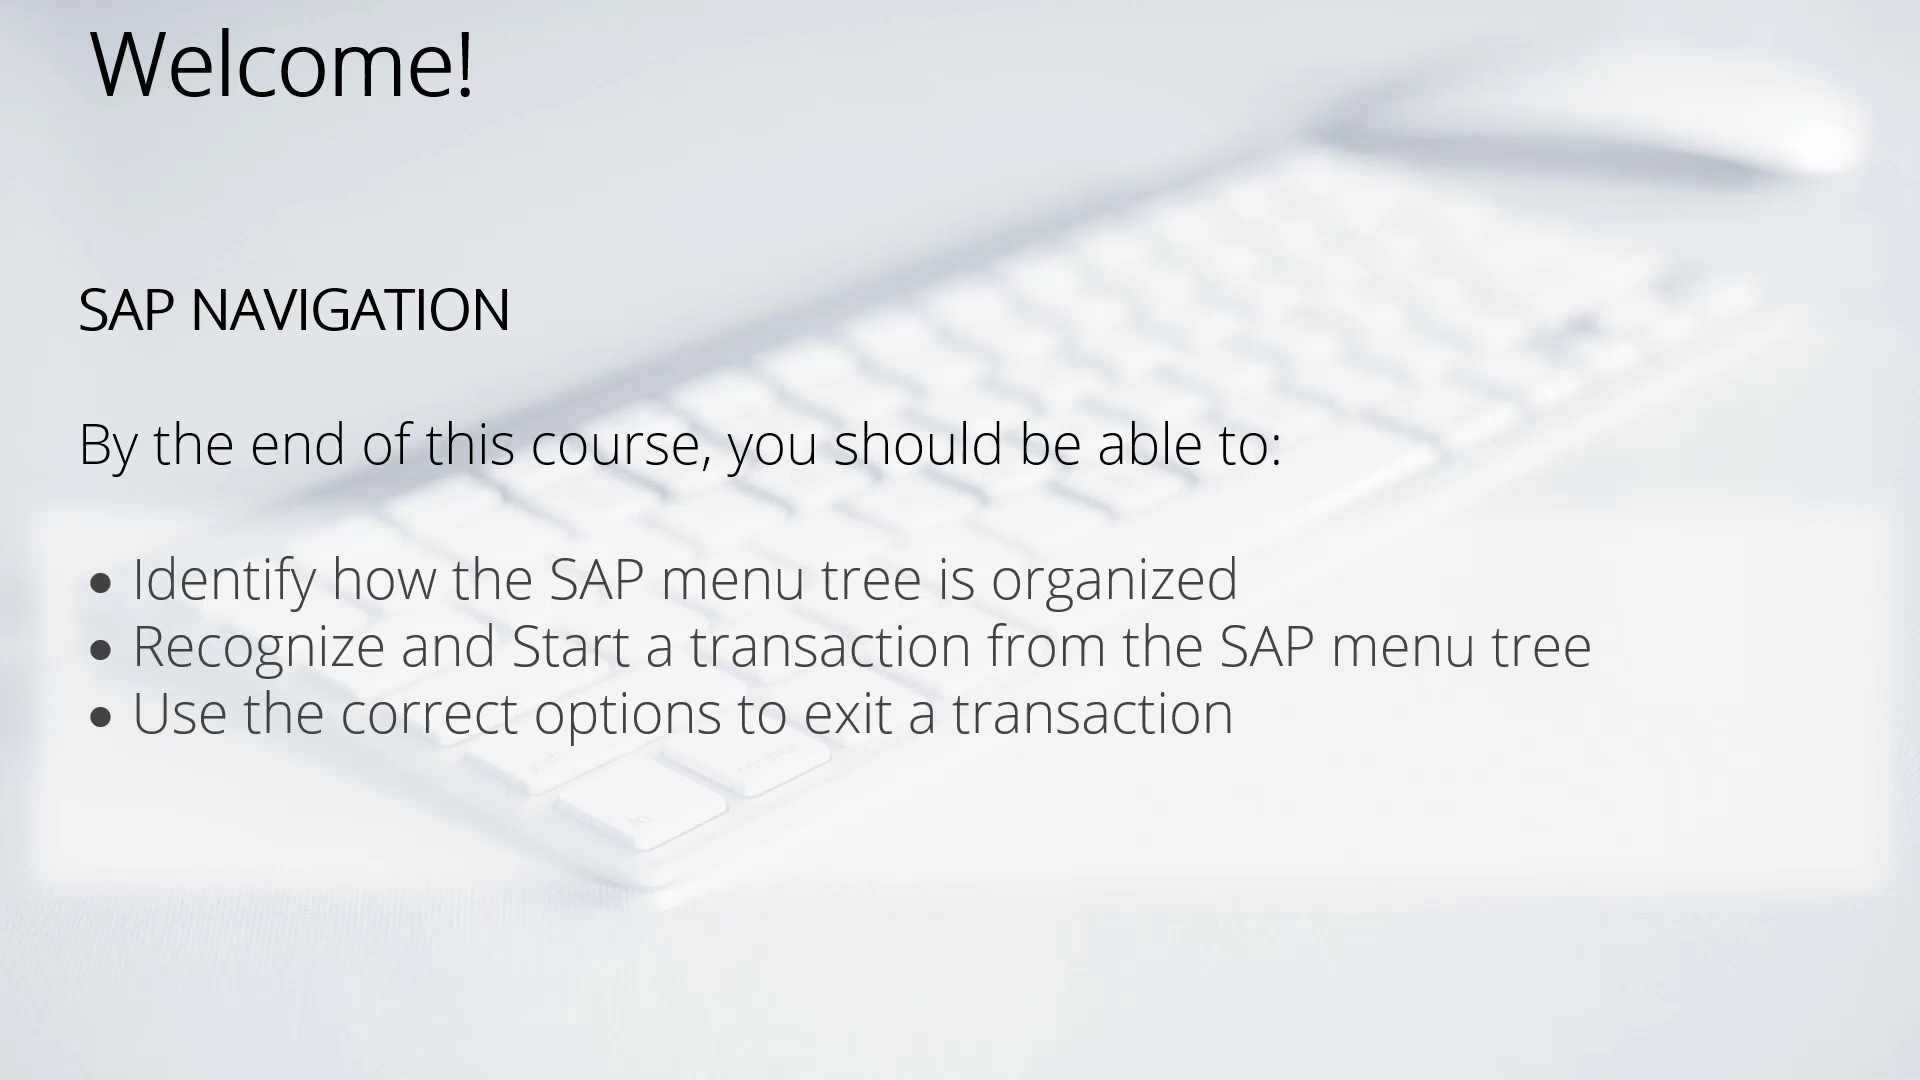 Welcome!
SAP NAVIGATION
By the end of this course, you should be able to:
• Identify how the SAP menu tree is organized
• Recognize and Start a transaction from the SAP menu tree
• Use the correct options to exit a transaction